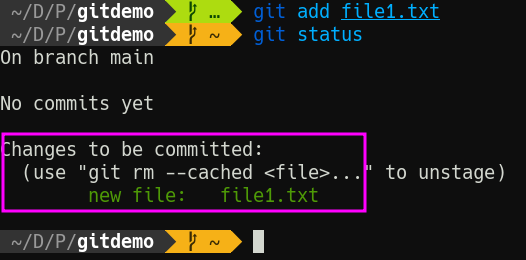 ~/D/P/gitdemo … git add file1.txt
~/D/P/gitdemo ~ git status
On branch main
No commits yet
Changes to be committed:
(use "git rm --cached <file>..." to unstage)
new file: file1.txt
~/D/P/gitdemo ~